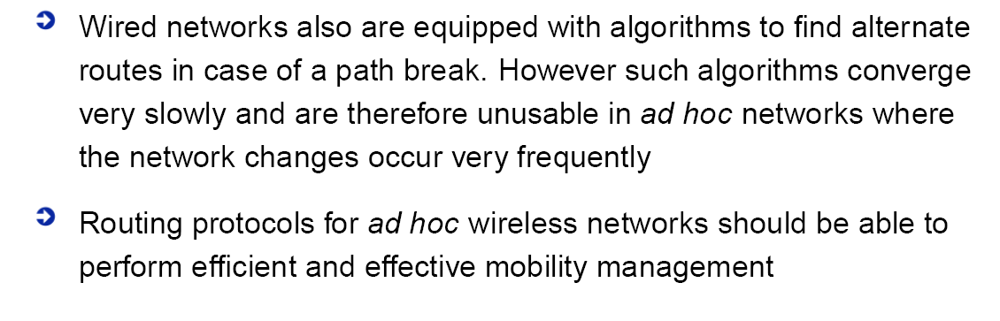 Wired networks also are equipped with algorithms to find alternate
routes in case of a path break. However such algorithms converge
very slowly and are therefore unusable in ad hoc networks where
the network changes occur very frequently
Routing protocols for ad hoc wireless networks should be able to
perform efficient and effective mobility management